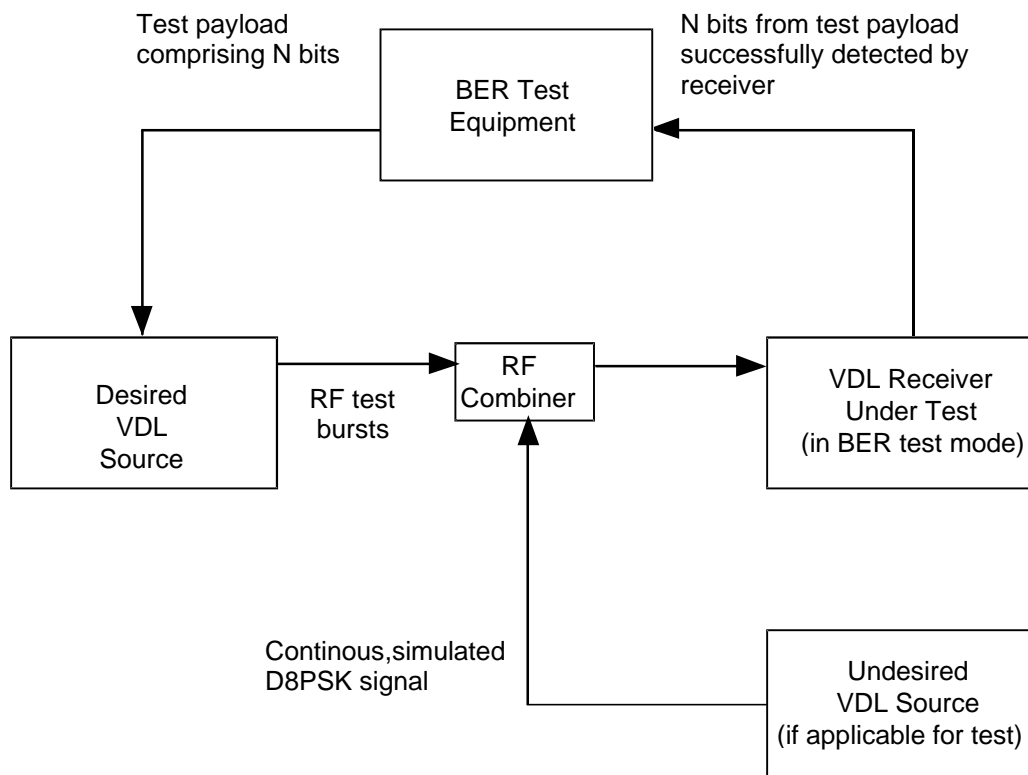 Test payload
comprising N bits
N bits from test payload
successfully detected by
receiver
BER Test
Equipment
Desired
VDL
Source
RF test
bursts
RF
Combiner
VDL Receiver
Under Test
(in BER test mode)
Continous,simulated
D8PSK signal
Undesired
VDL Source
(if applicable for test)